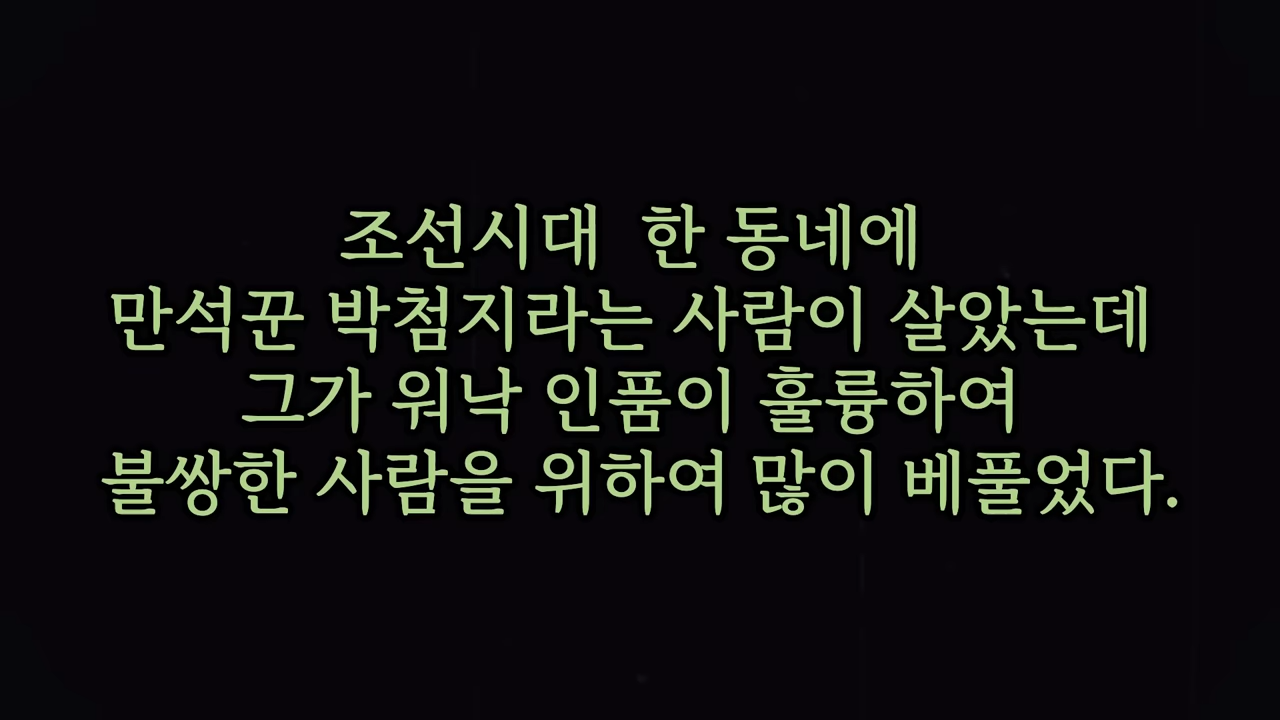 조선시대 한 동네에
만석꾼 박첨지라는 사람이 살았는데
그가 워낙 인품이 훌륭하여
불쌍한 사람을 위하여 많이 베풀었다.